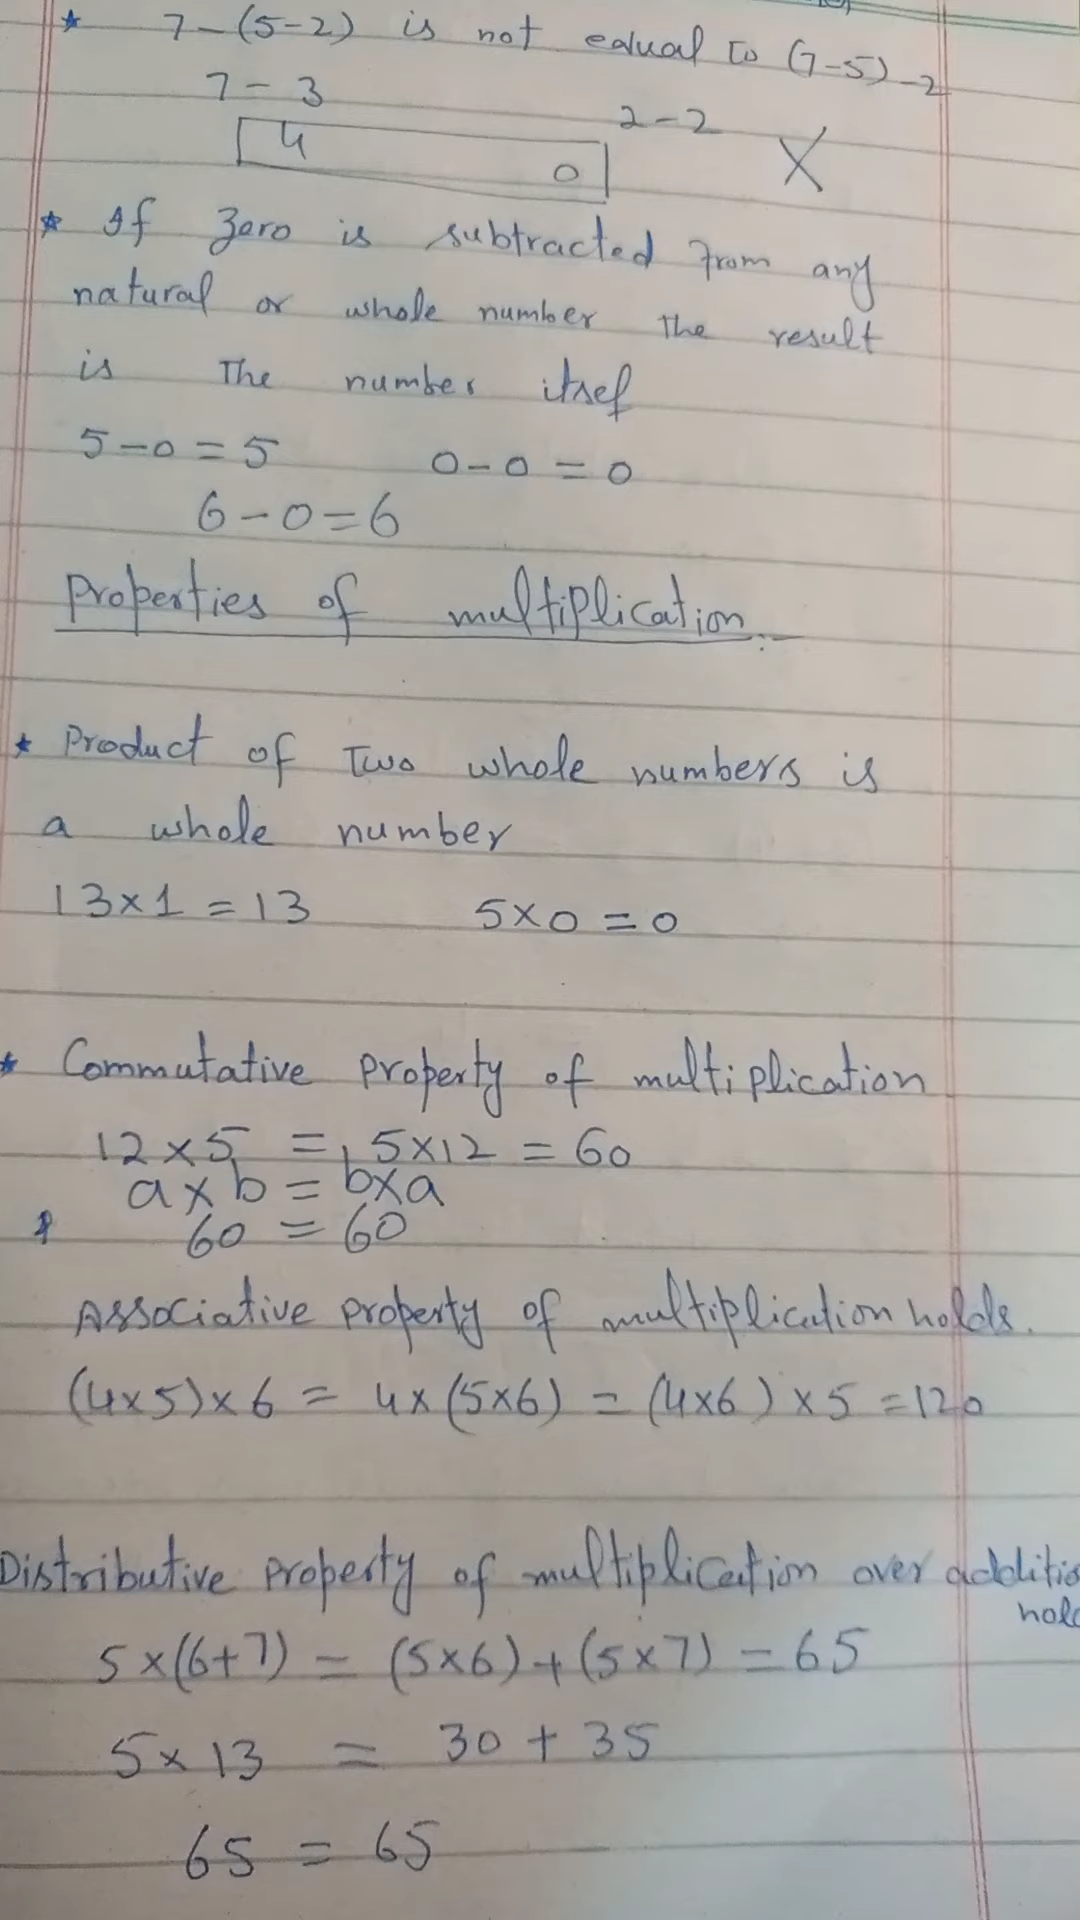 * 7-(5-2) is not equal to (7-5)-2
7-3
2-2 X
4
0
* If Zero is subtracted from any
natural or whole number the result
is The number itsef
5-0=5 0-0=0
6-0=6
Properties of multiplication
* Product of Two whole numbers is
a whole number
13×1=13 5×0=0
* Commutative property of multiplication
12×5 = 5×12 = 60
a×b = b×a
60 = 60
Associative property of multiplication holds.
(4×5)×6 = 4×(5×6) = (4×6)×5 =120
Distributive property of multiplication over additio
hold
5×(6+7) = (5×6)+(5×7) = 65
5×13 = 30+35
65 = 65